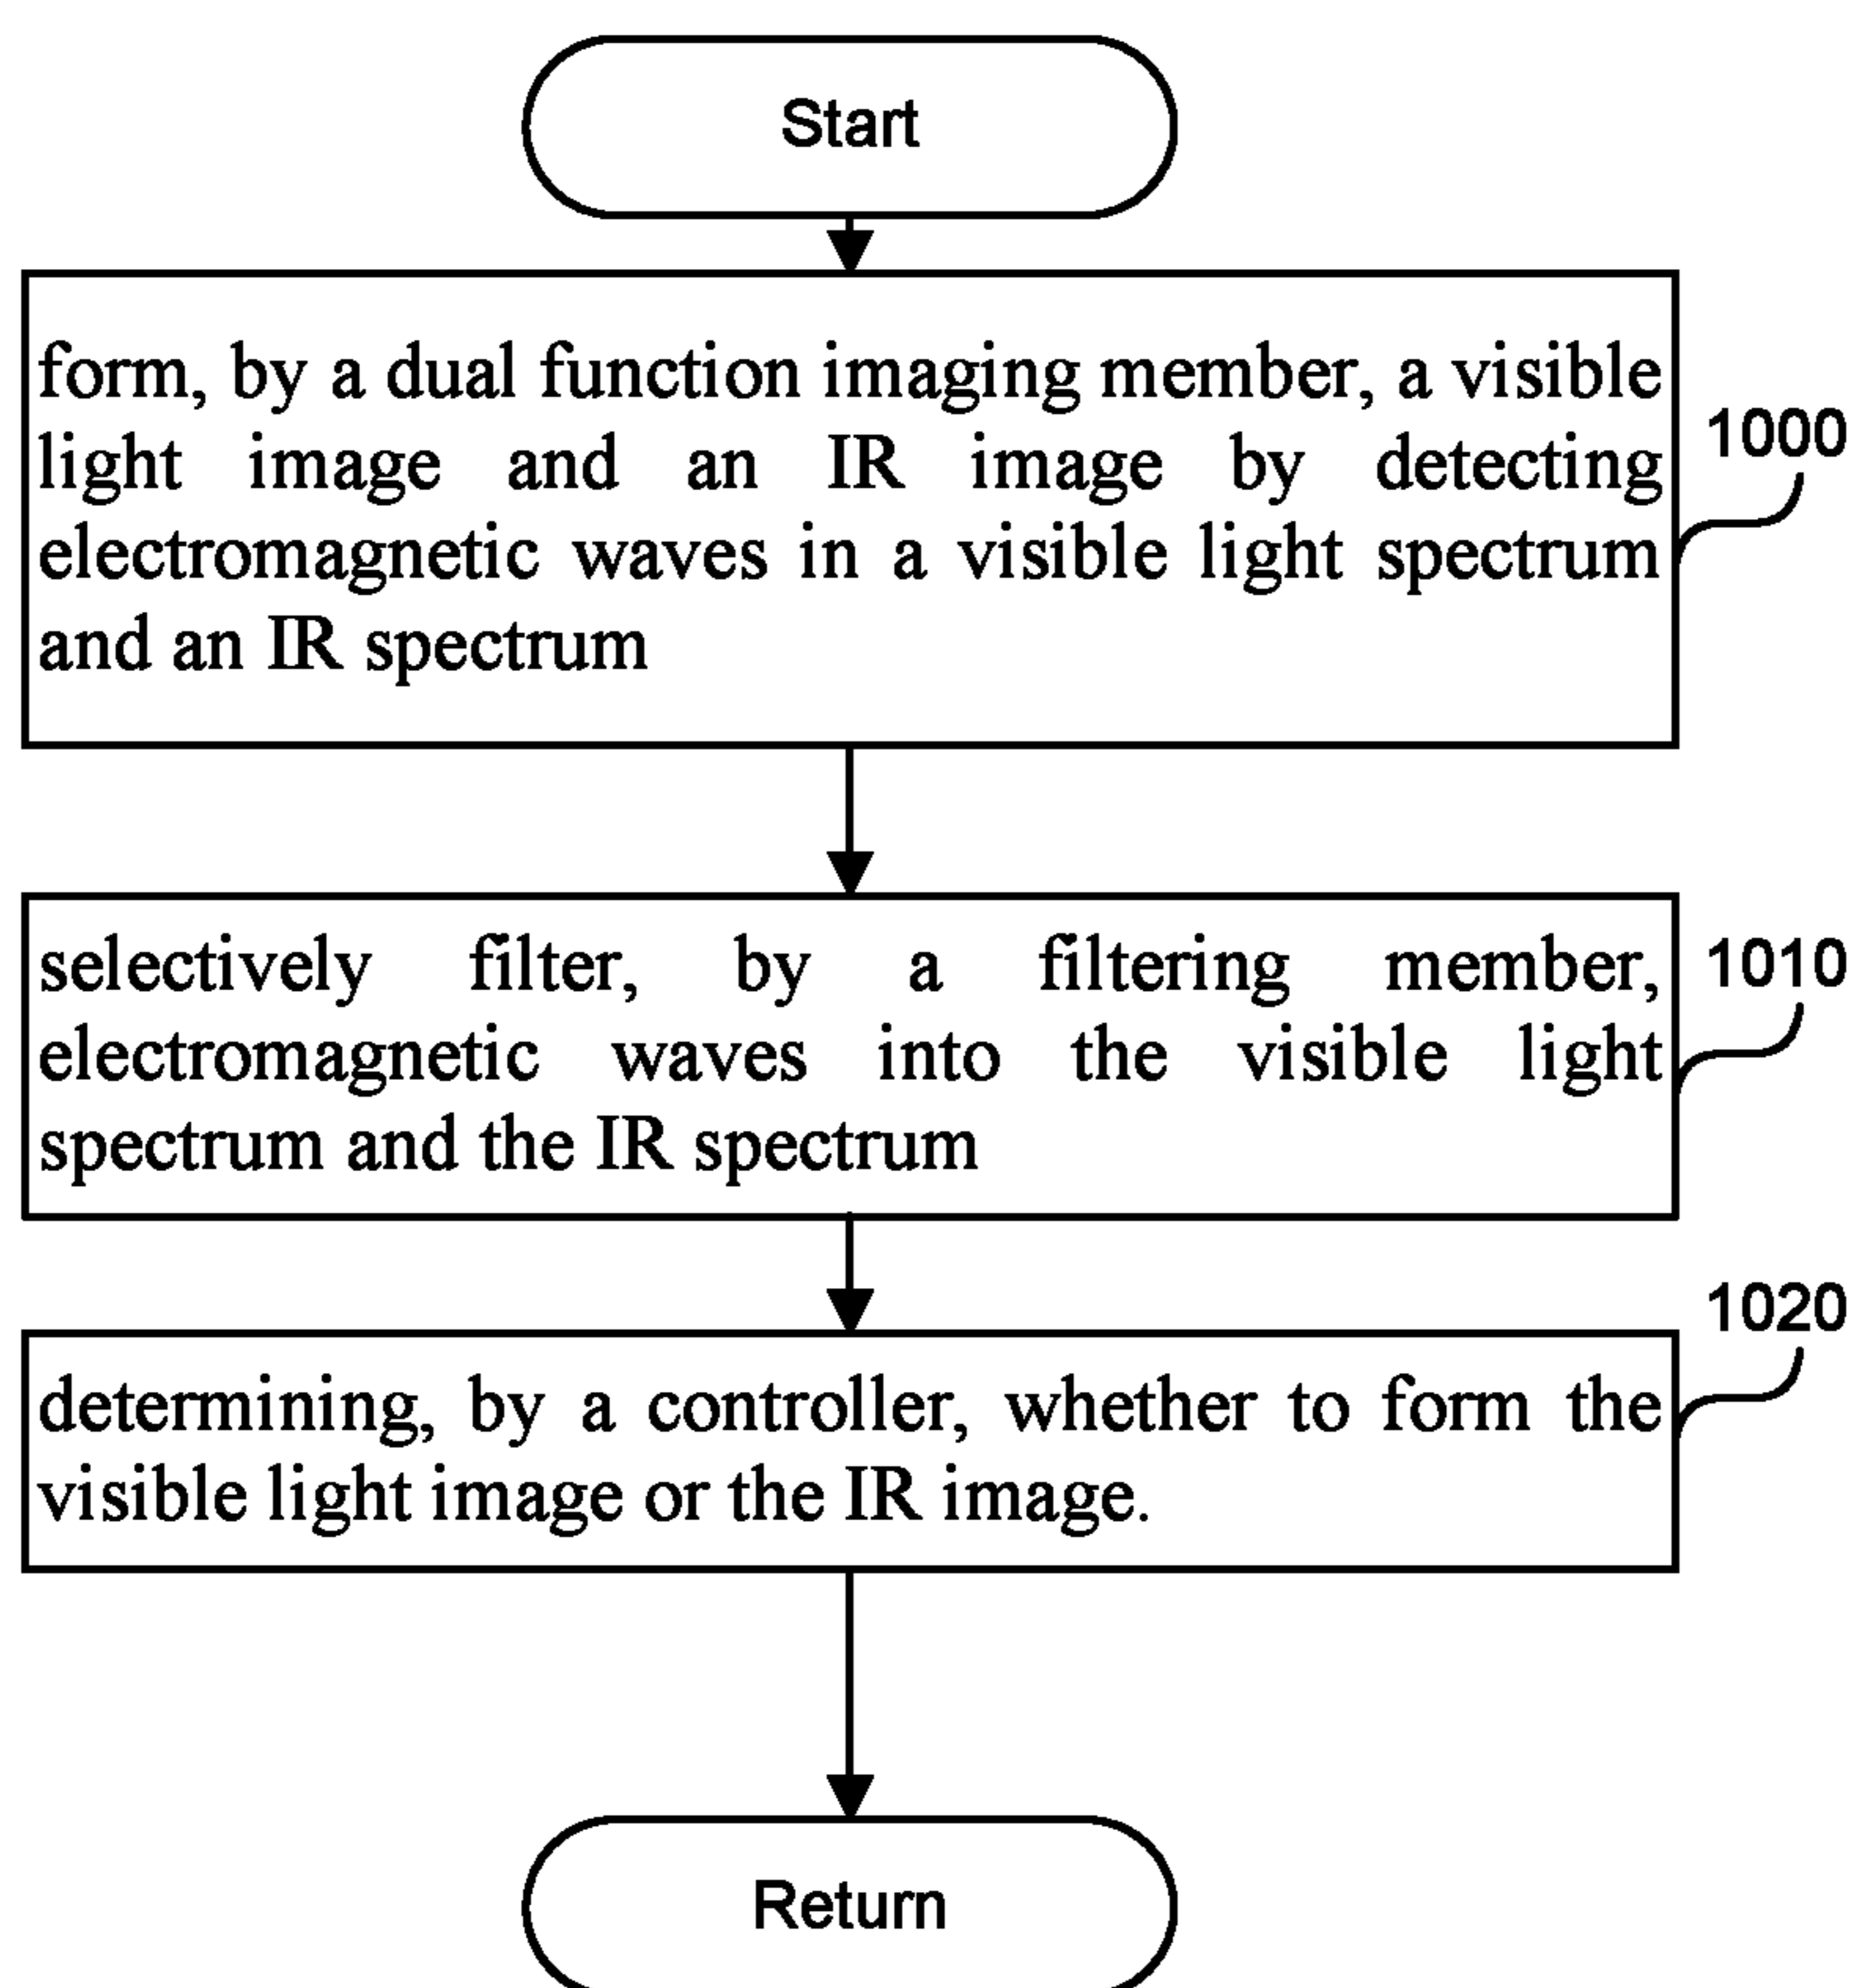 Start
form, by a dual function imaging member, a visible
light image and an IR image by detecting
electromagnetic waves in a visible light spectrum
and an IR spectrum
1000
selectively filter, by a filtering member,
electromagnetic waves into the visible light
spectrum and the IR spectrum
1010
determining, by a controller, whether to form the
visible light image or the IR image.
1020
Return